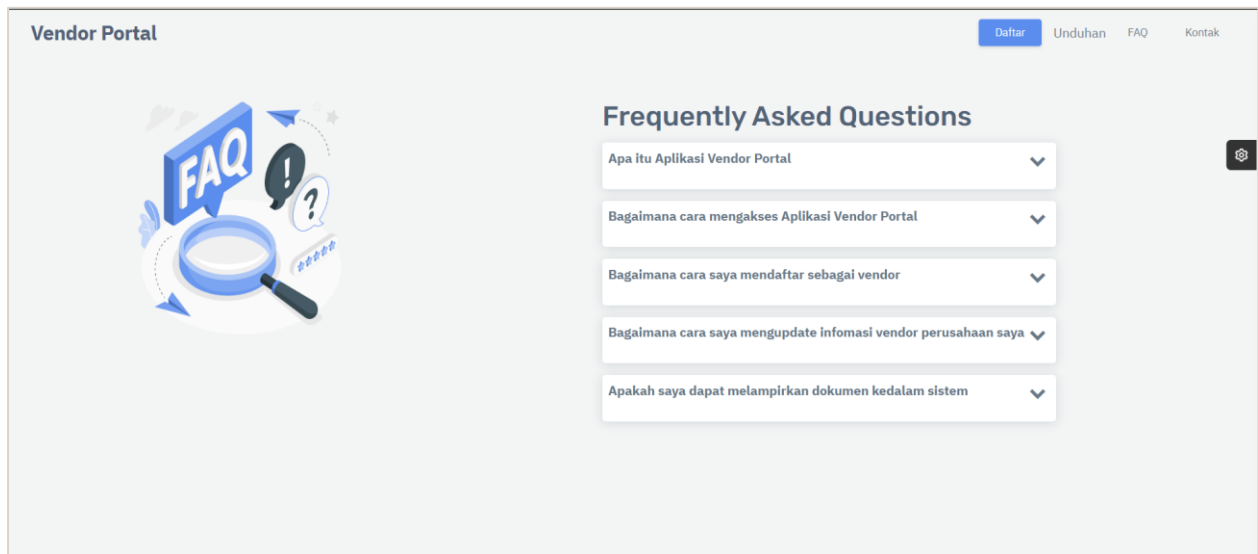 Vendor Portal
Daftar
Unduhan
FAQ
Kontak
FAQ
!
?
Frequently Asked Questions
Apa itu Aplikasi Vendor Portal
Bagaimana cara mengakses Aplikasi Vendor Portal
Bagaimana cara saya mendaftar sebagai vendor
Bagaimana cara saya mengupdate infomasi vendor perusahaan saya
Apakah saya dapat melampirkan dokumen kedalam sistem